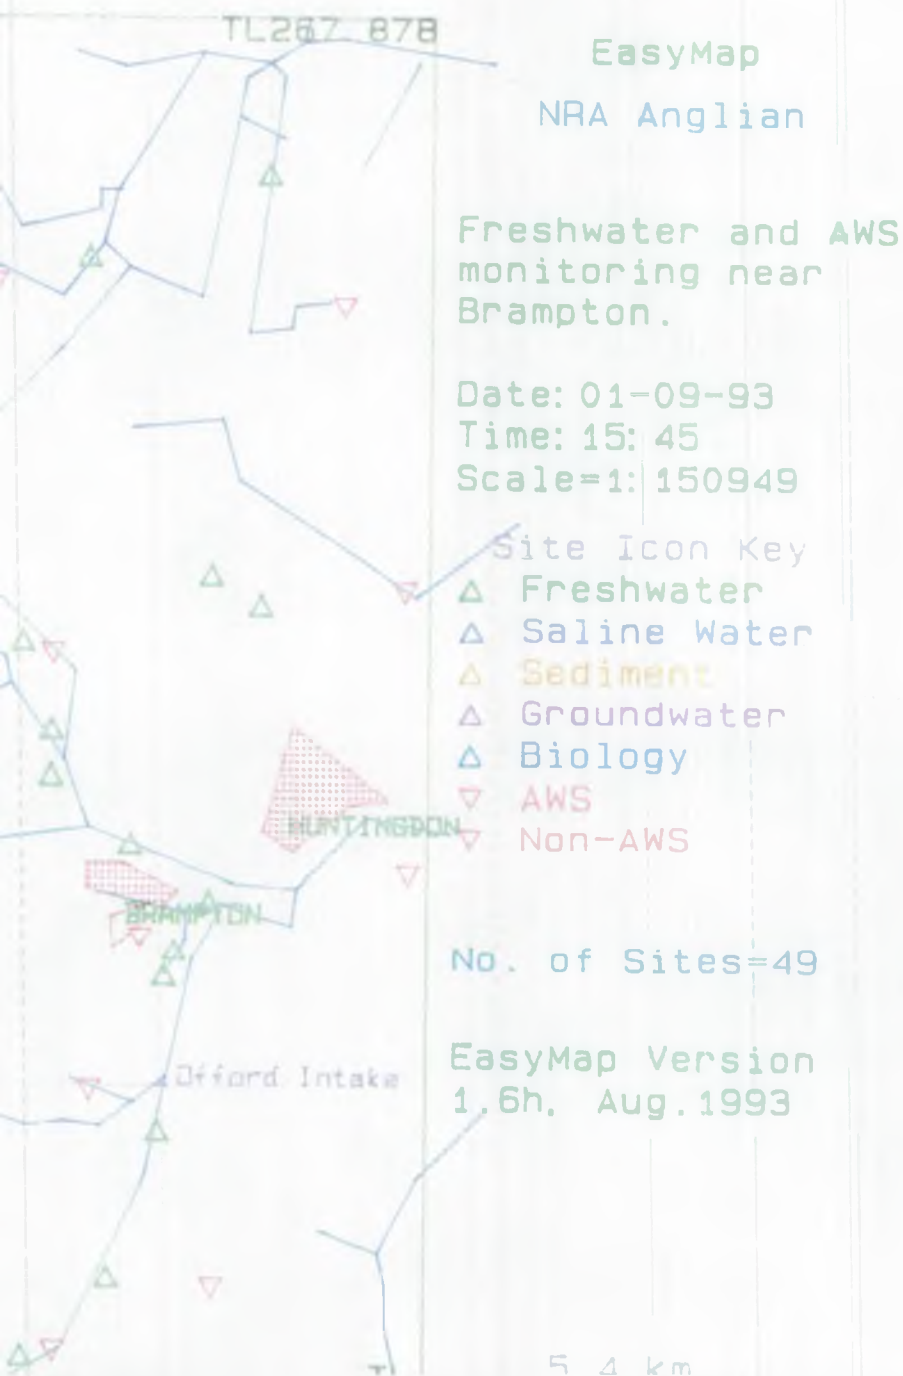 TL267 878
EasyMap
NRA Anglian
Freshwater and AWS
monitoring near
Brampton.
Date: 01-09-93
Time: 15: 45
Scale=1: 150949
Site Icon Key
Freshwater
Saline Water
Sediment
Groundwater
Biology
AWS
Non-AWS
HUNTINGDON
BRAMPTON
No. of Sites=49
Offord Intake
EasyMap Version
1.6h. Aug.1993
5.4 km